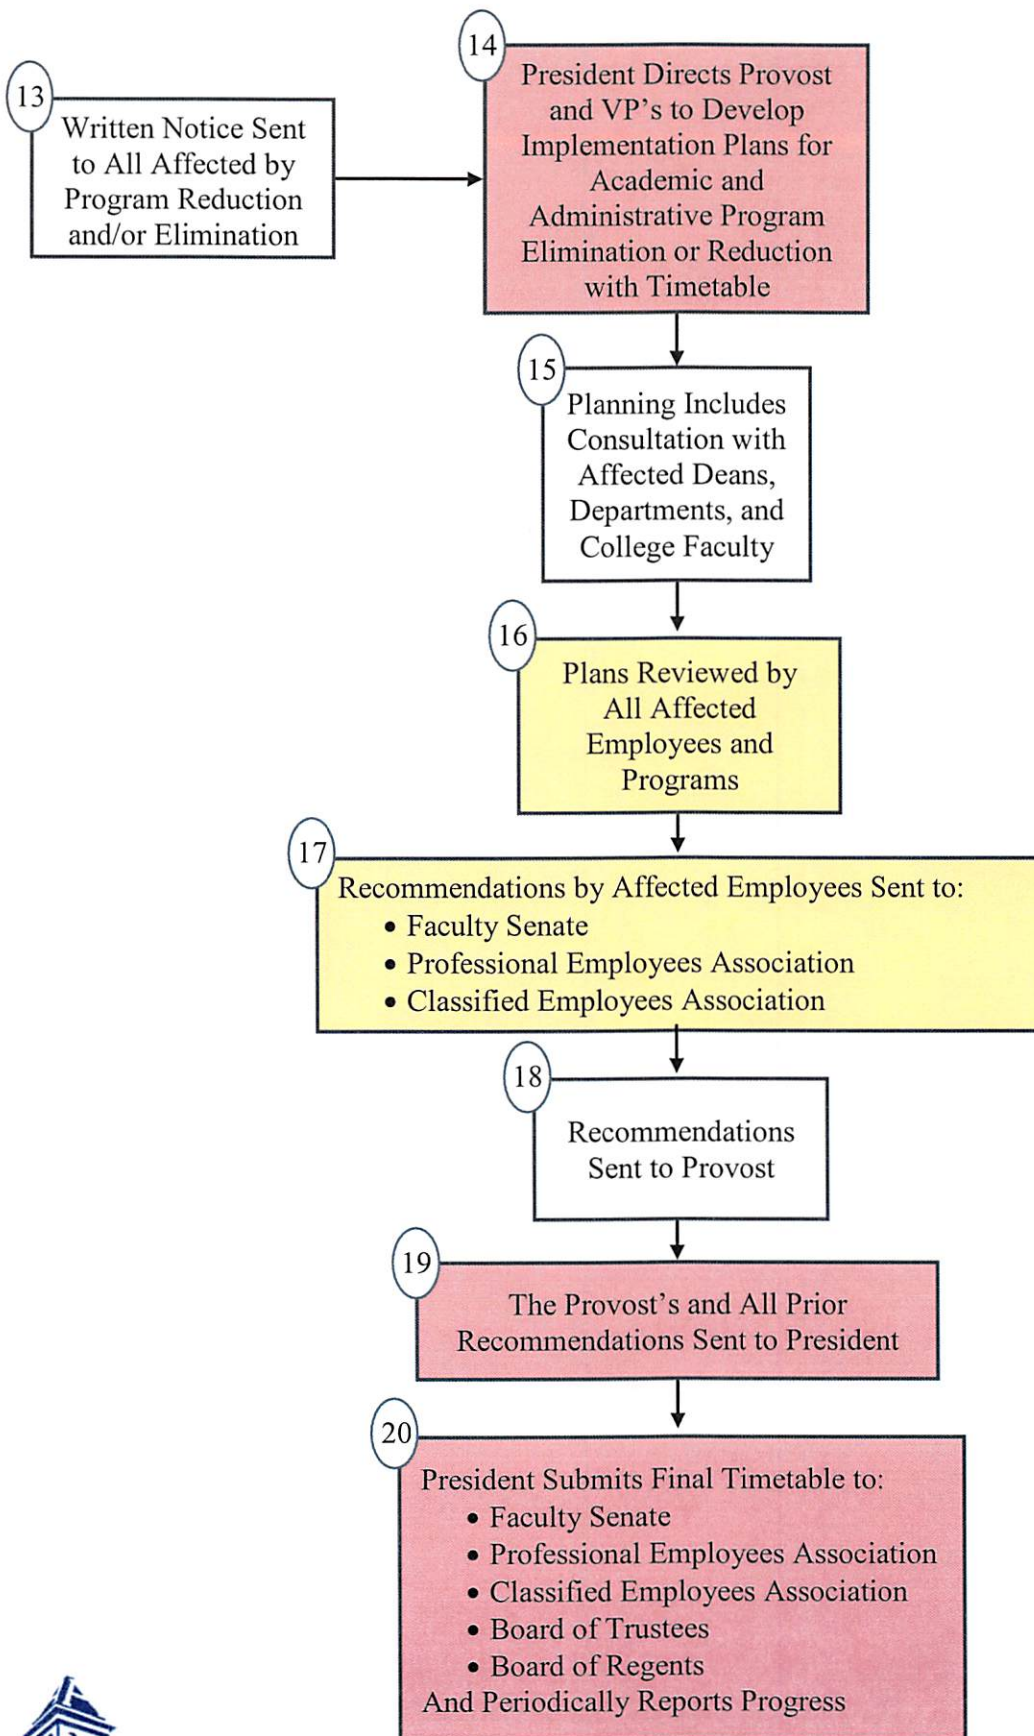 13
Written Notice Sent
to All Affected by
Program Reduction
and/or Elimination
14
President Directs Provost
and VP's to Develop
Implementation Plans for
Academic and
Administrative Program
Elimination or Reduction
with Timetable
15
Planning Includes
Consultation with
Affected Deans,
Departments, and
College Faculty
16
Plans Reviewed by
All Affected
Employees and
Programs
17
Recommendations by Affected Employees Sent to:
• Faculty Senate
• Professional Employees Association
• Classified Employees Association
18
Recommendations
Sent to Provost
19
The Provost's and All Prior
Recommendations Sent to President
20
President Submits Final Timetable to:
• Faculty Senate
• Professional Employees Association
• Classified Employees Association
• Board of Trustees
• Board of Regents
And Periodically Reports Progress